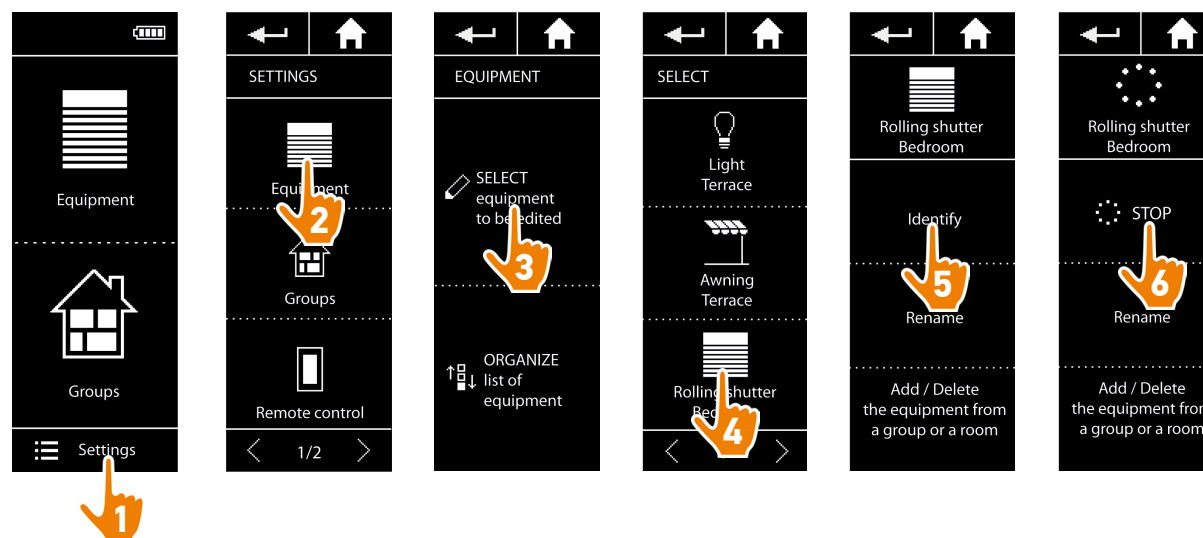 Equipment
Groups
Settings
1
SETTINGS
Equipment
2
Groups
Remote control
1/2
EQUIPMENT
SELECT
equipment
to be edited
3
ORGANIZE
list of
equipment
SELECT
Light
Terrace
Awning
Terrace
Rolling shutter
4
Rolling shutter
Bedroom
Identify
5
Rename
Add / Delete
the equipment from
a group or a room
Rolling shutter
Bedroom
STOP
6
Rename
Add / Delete
the equipment from
a group or a room